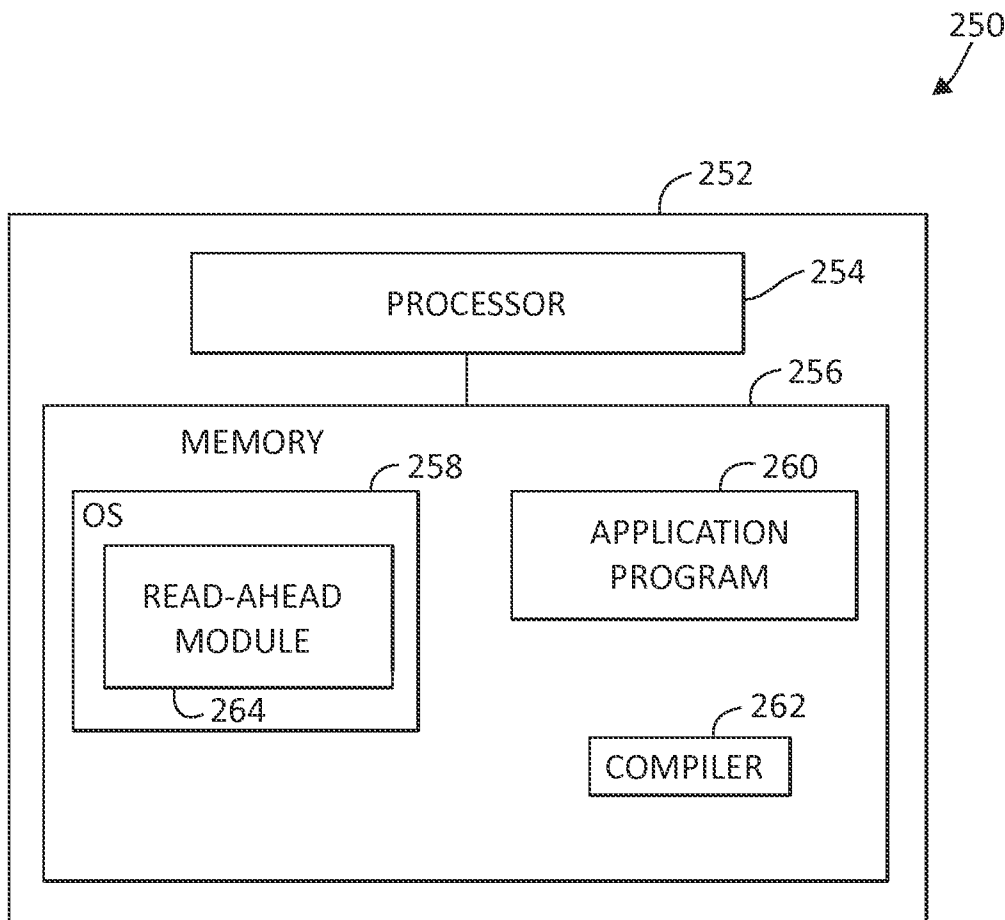 250
252
PROCESSOR
254
256
MEMORY
258
OS
READ-AHEAD
MODULE
264
260
APPLICATION
PROGRAM
262
COMPILER